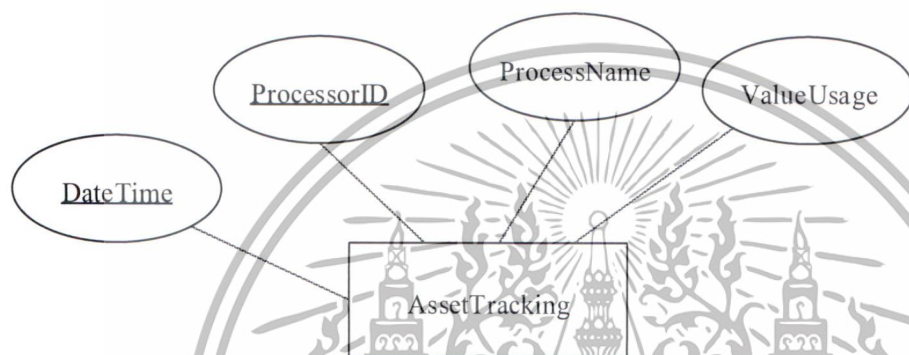 ProcessName
ProcessorID
ValueUsage
DateTime
AssetTracking